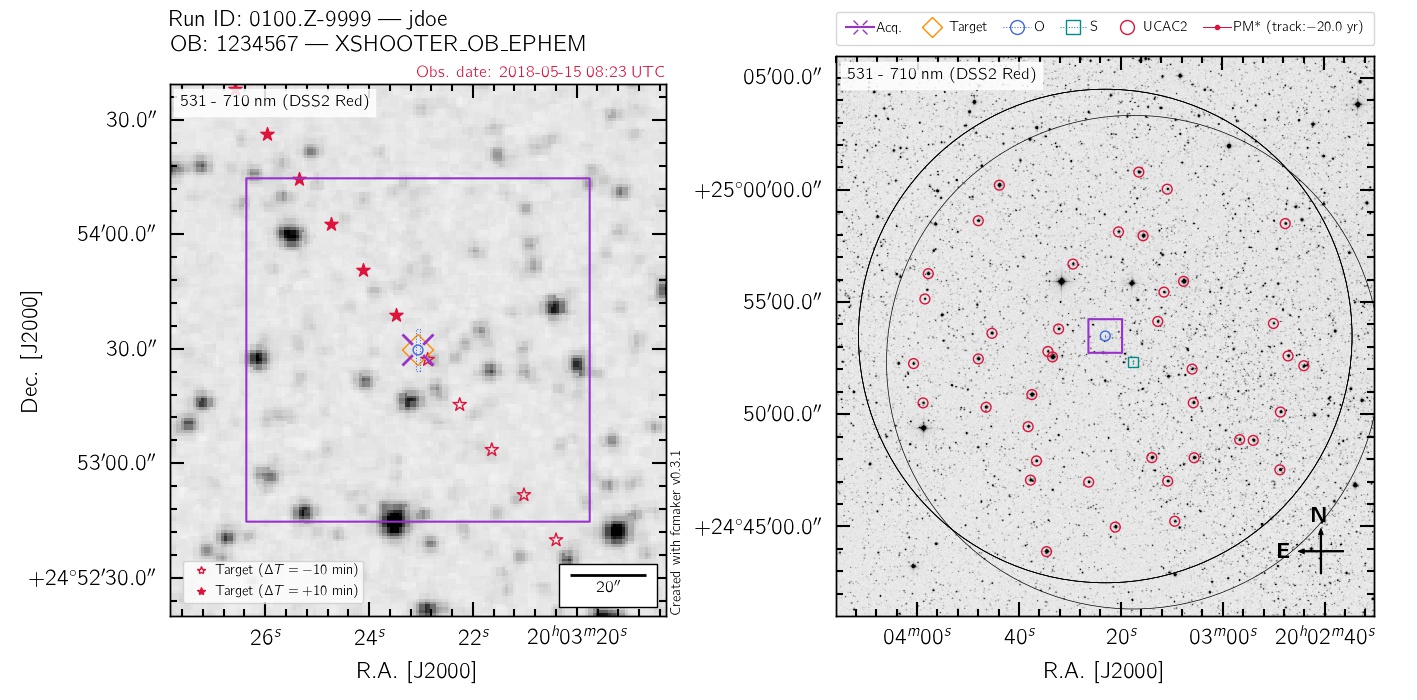 Run ID: 0100.Z-9999 — jdoe
OB: 1234567 — XSHOOTER_OB_EPHEM
Obs. date: 2018-05-15 08:23 UTC
531 - 710 nm (DSS2 Red)
30.0″
54′00.0″
30.0″
53′00.0″
+24°52′30.0″
Dec. [J2000]
Target (ΔT = −10 min)
Target (ΔT = +10 min)
20″
Created with fcmaker v0.3.1
26s
24s
22s
20h03m20s
R.A. [J2000]
Acq.
Target
O
S
UCAC2
PM* (track:−20.0 yr)
531 - 710 nm (DSS2 Red)
05′00.0″
+25°00′00.0″
55′00.0″
50′00.0″
+24°45′00.0″
N
E
04m00s
40s
20s
03m00s
20h02m40s
R.A. [J2000]